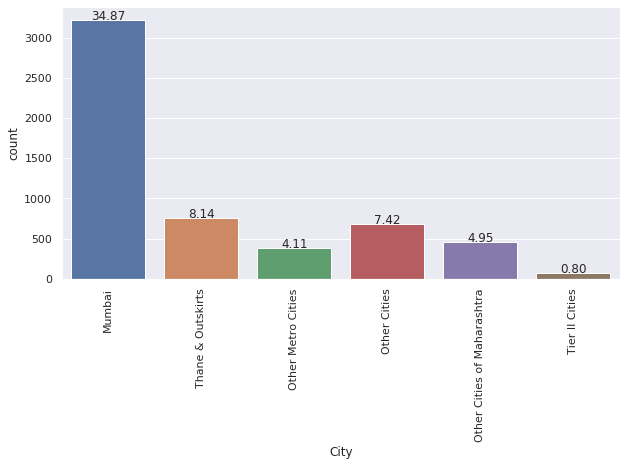 3000
2500
2000
1500
1000
500
0
count
34.87
8.14
4.11
7.42
4.95
0.80
Mumbai
Thane & Outskirts
Other Metro Cities
Other Cities
Other Cities of Maharashtra
Tier II Cities
City